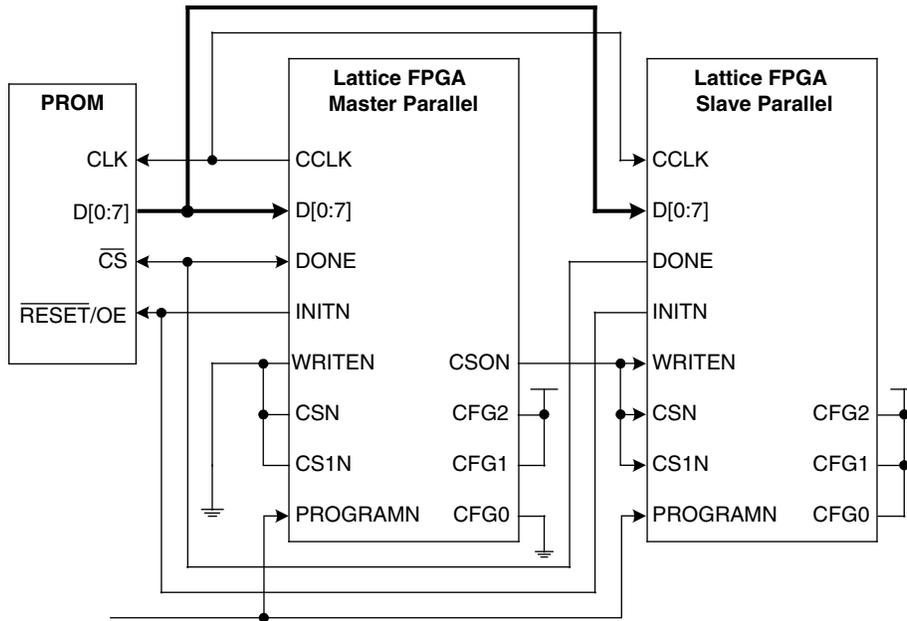 PROM
CLK
D[0:7]
CS
RESET/OE
Lattice FPGA
Master Parallel
CCLK
D[0:7]
DONE
INITN
WRITEN CSON
CSN CFG2
CS1N CFG1
PROGRAMN CFG0
Lattice FPGA
Slave Parallel
CCLK
D[0:7]
DONE
INITN
WRITEN
CSN CFG2
CS1N CFG1
PROGRAMN CFG0